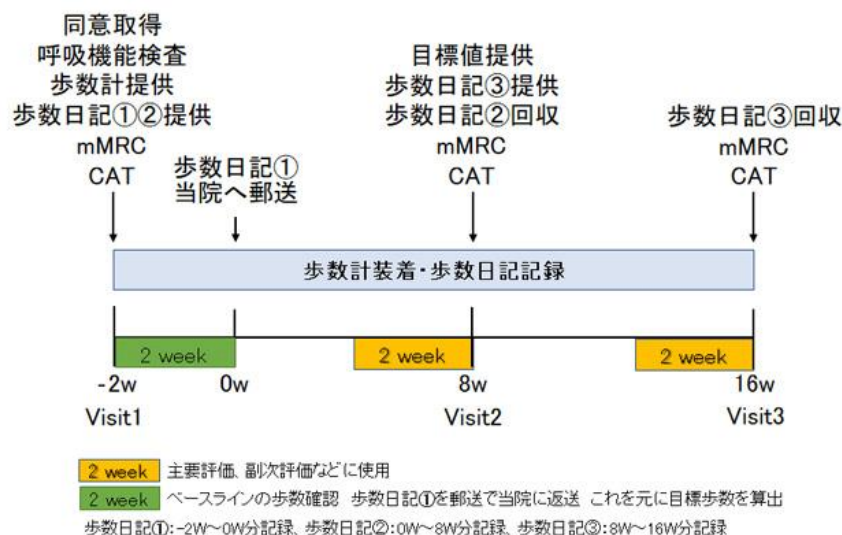 同意取得
呼吸機能検査
歩数計提供
歩数日記①②提供
mMRC
CAT
歩数日記①
当院へ郵送
目標値提供
歩数日記③提供
歩数日記②回収
mMRC
CAT
歩数日記③回収
mMRC
CAT
歩数計装着・歩数日記記録
2 week
2 week
2 week
-2w
0w
8w
16w
Visit1
Visit2
Visit3
2 week 主要評価、副次評価などに使用
2 week ベースラインの歩数確認 歩数日記①を郵送で当院に返送 これを元に目標歩数を算出
歩数日記①:-2W～0W分記録、歩数日記②:0W～8W分記録、歩数日記③:8W～16W分記録